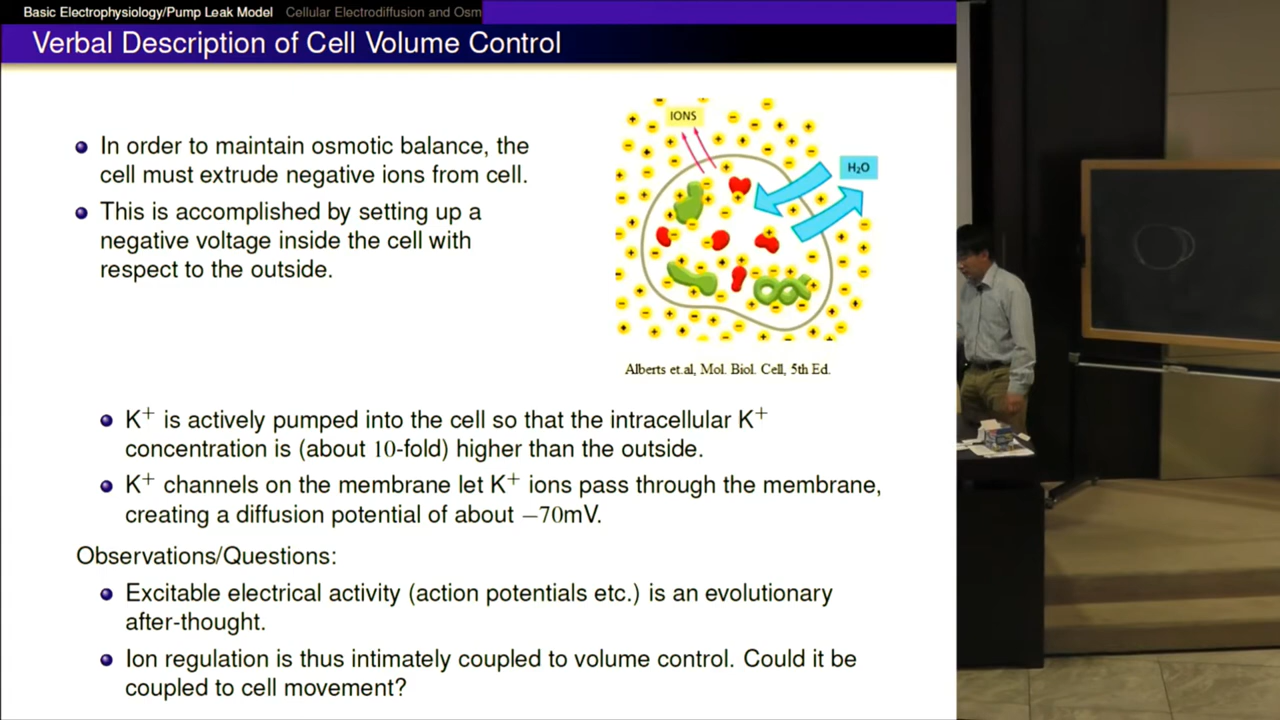 Basic Electrophysiology/Pump Leak Model Cellular Electrodiffusion and Osm
Verbal Description of Cell Volume Control
In order to maintain osmotic balance, the
cell must extrude negative ions from cell.
This is accomplished by setting up a
negative voltage inside the cell with
respect to the outside.
IONS
H₂O
Alberts et.al, Mol. Biol. Cell, 5th Ed.
K⁺ is actively pumped into the cell so that the intracellular K⁺
concentration is (about 10-fold) higher than the outside.
K⁺ channels on the membrane let K⁺ ions pass through the membrane,
creating a diffusion potential of about −70mV.
Observations/Questions:
Excitable electrical activity (action potentials etc.) is an evolutionary
after-thought.
Ion regulation is thus intimately coupled to volume control. Could it be
coupled to cell movement?